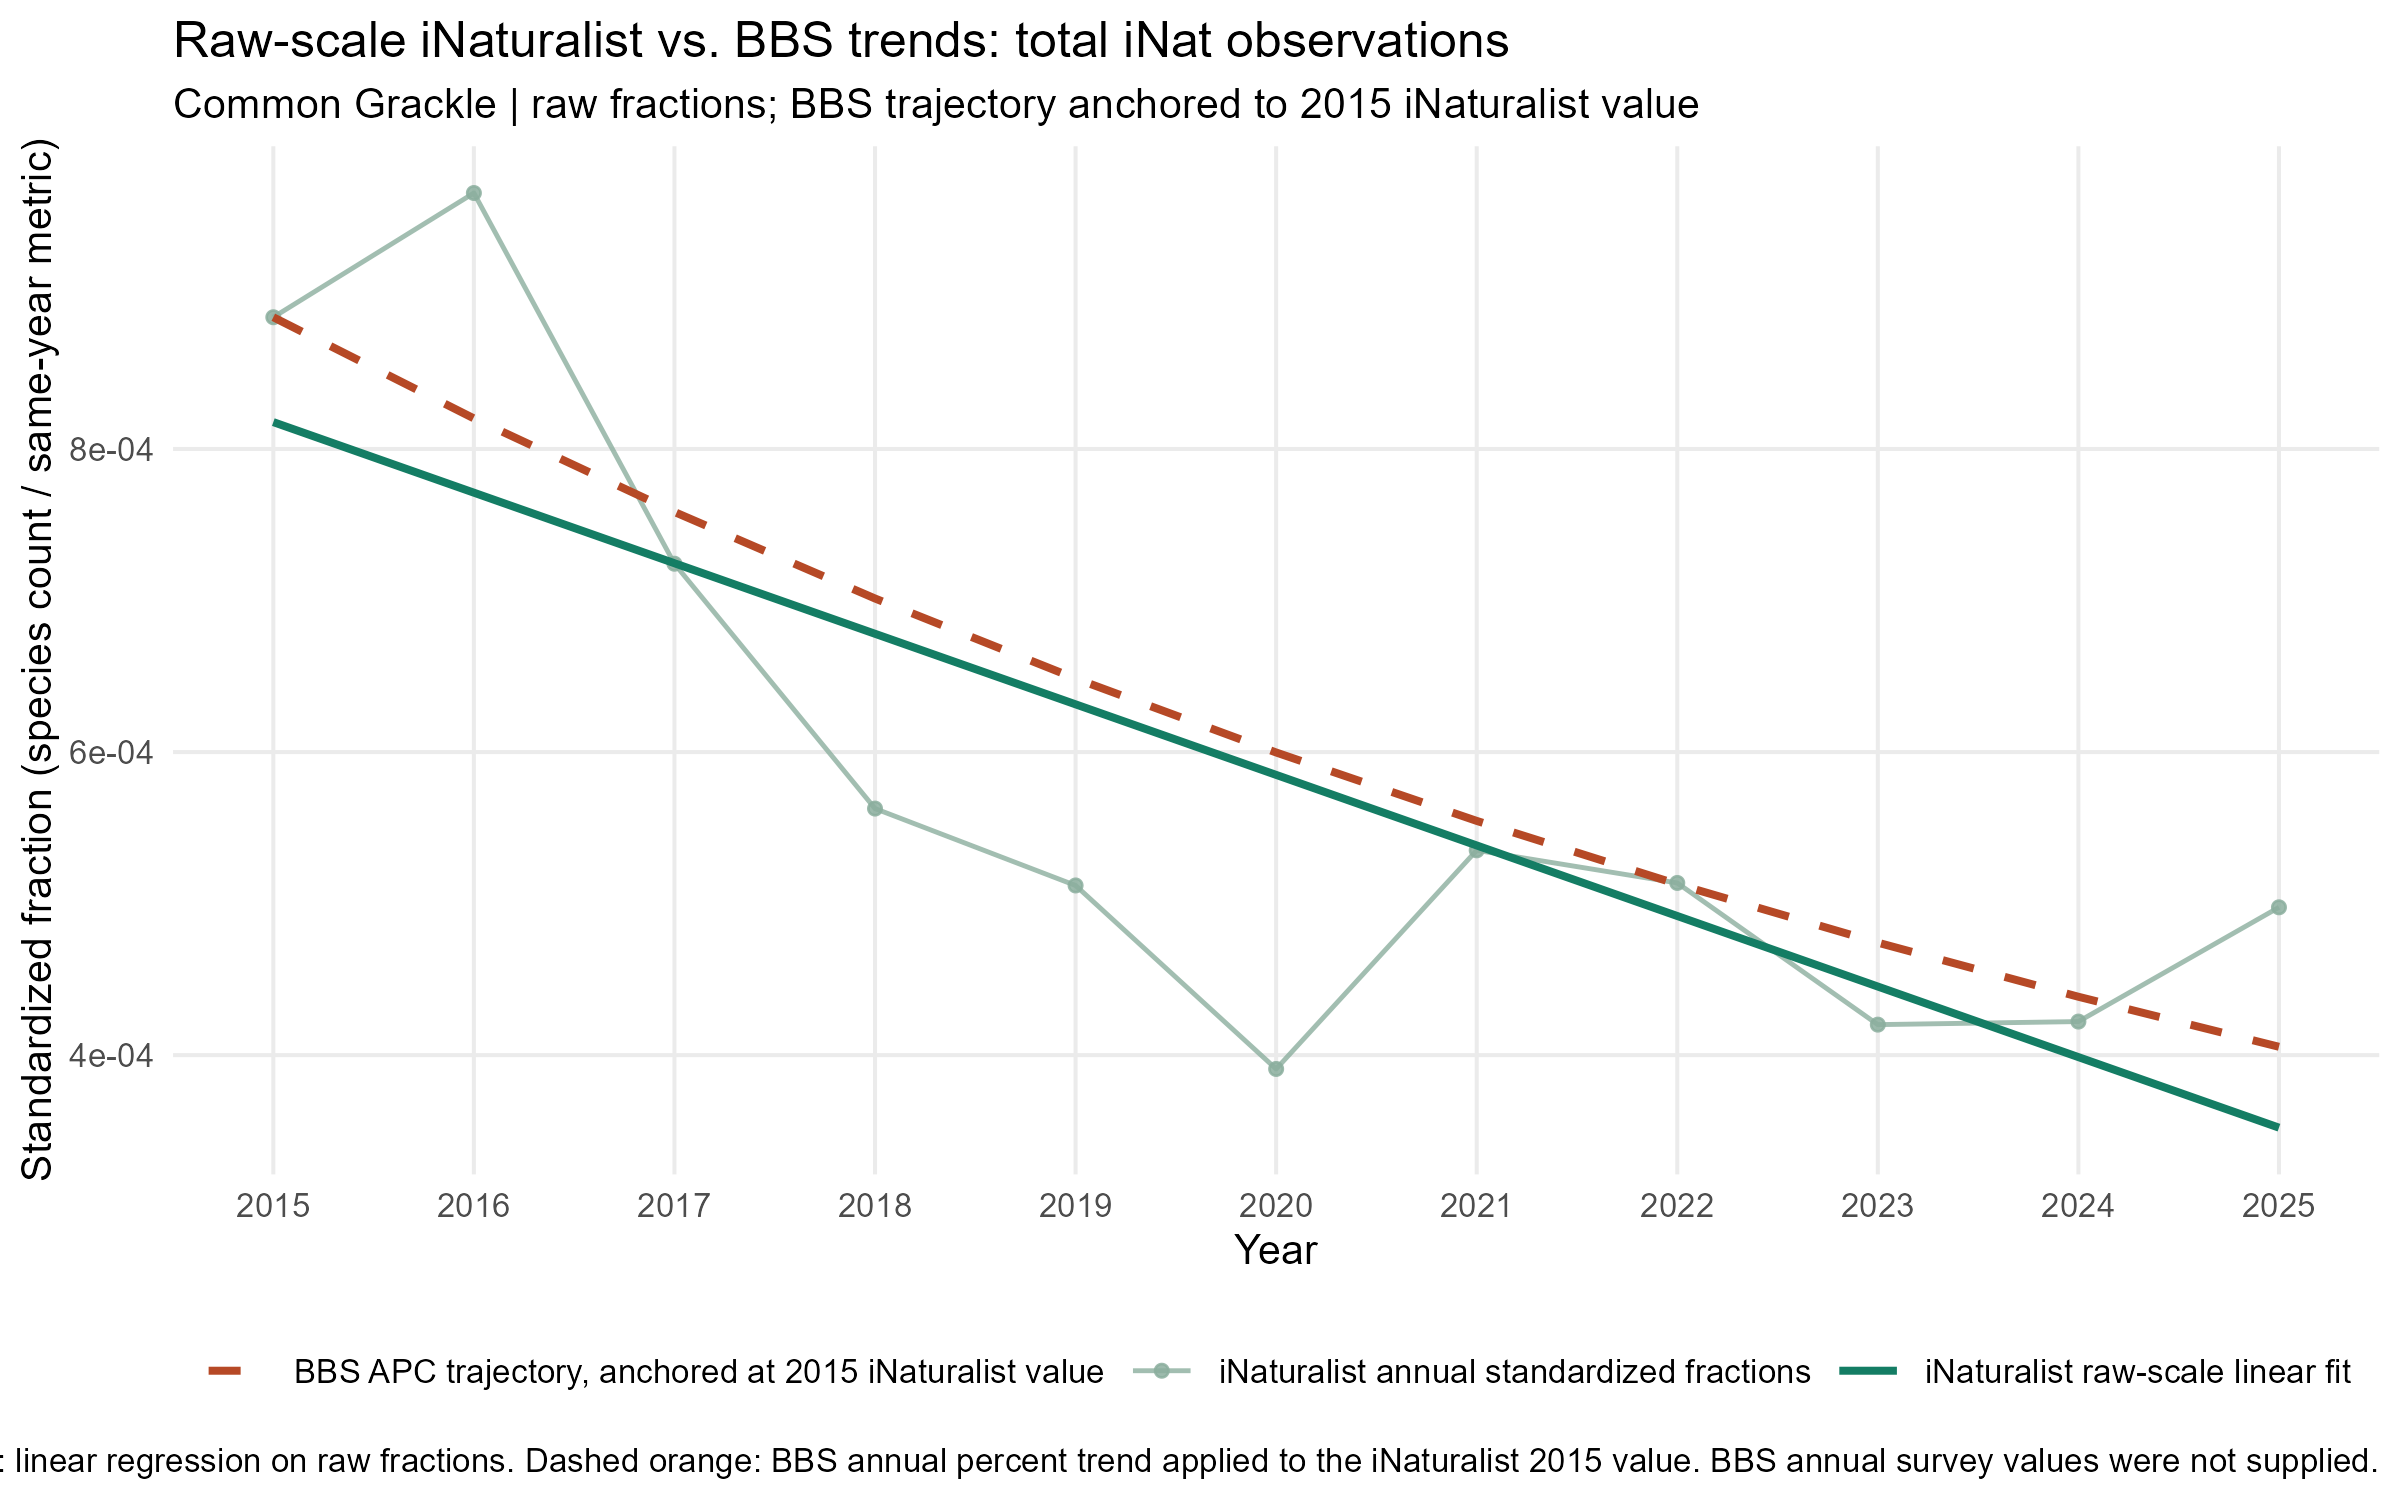 Raw-scale iNaturalist vs. BBS trends: total iNat observations
Common Grackle | raw fractions; BBS trajectory anchored to 2015 iNaturalist value
Standardized fraction (species count / same-year metric)
8e-04
6e-04
4e-04
2015 2016 2017 2018 2019 2020 2021 2022 2023 2024 2025
Year
BBS APC trajectory, anchored at 2015 iNaturalist value iNaturalist annual standardized fractions iNaturalist raw-scale linear fit
: linear regression on raw fractions. Dashed orange: BBS annual percent trend applied to the iNaturalist 2015 value. BBS annual survey values were not supplied.